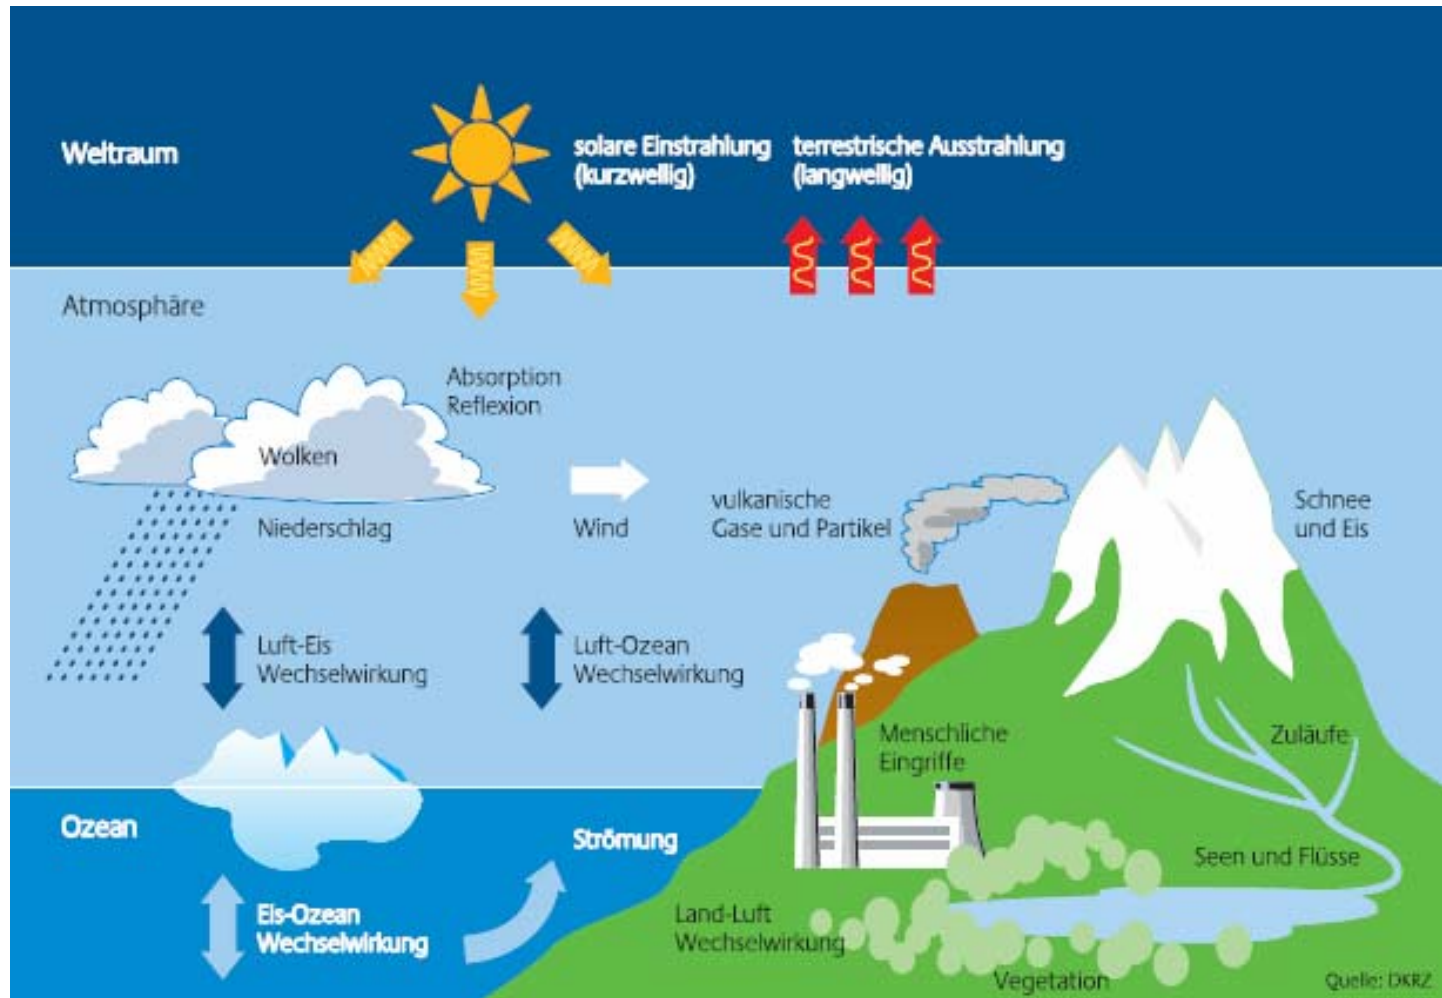 Weltraum
solare Einstrahlung
(kurzwellig)
terrestrische Ausstrahlung
(langwellig)
Atmosphäre
Absorption
Reflexion
Wolken
Niederschlag
Wind
vulkanische
Gase und Partikel
Schnee
und Eis
Luft-Eis
Wechselwirkung
Luft-Ozean
Wechselwirkung
Menschliche
Eingriffe
Zuläufe
Ozean
Strömung
Seen und Flüsse
Eis-Ozean
Wechselwirkung
Land-Luft
Wechselwirkung
Vegetation
Quelle: DKRZ